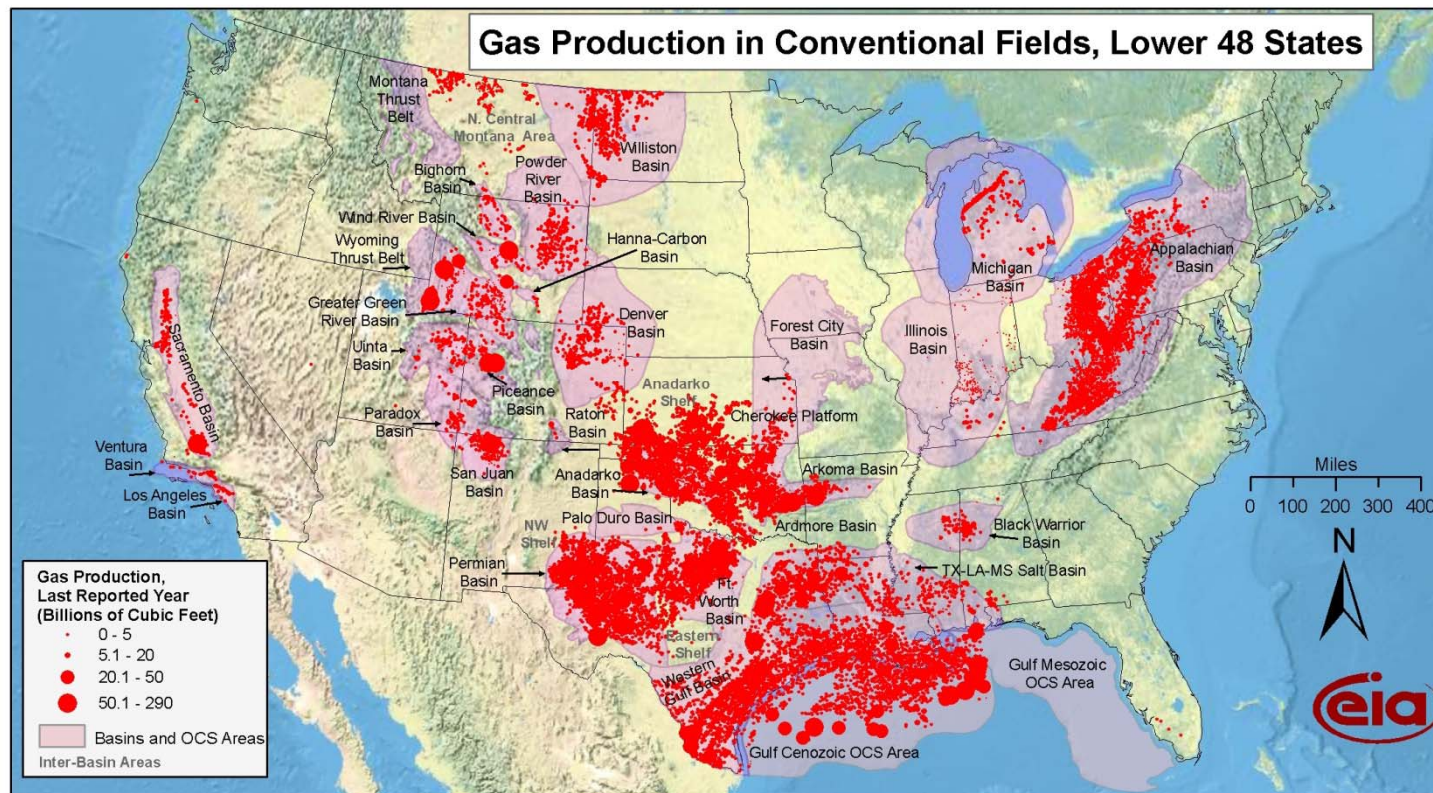 Gas Production in Conventional Fields, Lower 48 States
Montana
Thrust
Belt
N. Central
Montana Area
Williston
Basin
Bighorn
Basin
Powder
River
Basin
Wind River Basin
Wyoming
Thrust Belt
Hanna-Carbon
Basin
Greater Green
River Basin
Michigan
Basin
Appalachian
Basin
Denver
Basin
Forest City
Basin
Illinois
Basin
Sacramento Basin
Uinta
Basin
Piceance
Basin
Anadarko
Shelf
Cherokee Platform
Paradox
Basin
Raton
Basin
Ventura
Basin
San Juan
Basin
Anadarko
Basin
Arkoma Basin
Los Angeles
Basin
Palo Duro Basin
Ardmore Basin
Black Warrior
Basin
NW
Shelf
Permian
Basin
TX-LA-MS Salt Basin
Ft.
Worth
Basin
Eastern
Shelf
Western
Gulf Basin
Gulf Mesozoic
OCS Area
Gulf Cenozoic OCS Area
Miles
0 100 200 300 400
N
eia
Gas Production,
Last Reported Year
(Billions of Cubic Feet)
0 - 5
5.1 - 20
20.1 - 50
50.1 - 290
Basins and OCS Areas
Inter-Basin Areas